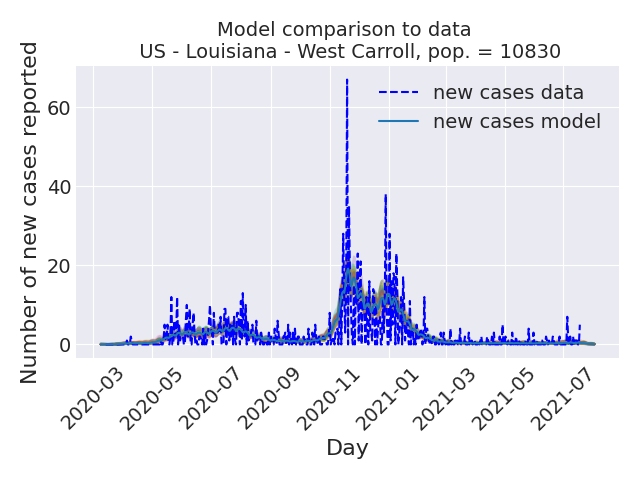 Model comparison to data
US - Louisiana - West Carroll, pop. = 10830
Number of new cases reported
60
40
20
0
new cases data
new cases model
2020-03
2020-05
2020-07
2020-09
2020-11
2021-01
2021-03
2021-05
2021-07
Day